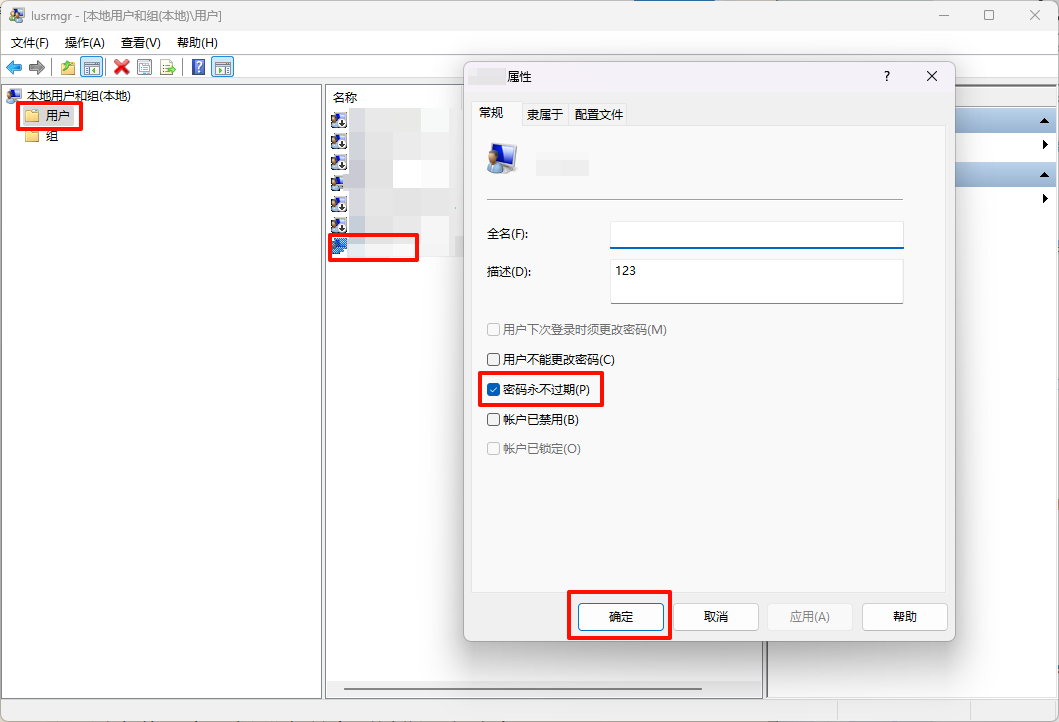 lusrmgr - [本地用户和组(本地)\用户]
文件(F) 操作(A) 查看(V) 帮助(H)
本地用户和组(本地)
用户
组
名称
属性
?
常规 隶属于 配置文件
全名(F):
描述(D): 123
用户下次登录时须更改密码(M)
用户不能更改密码(C)
密码永不过期(P)
帐户已禁用(B)
帐户已锁定(O)
确定 取消 应用(A) 帮助